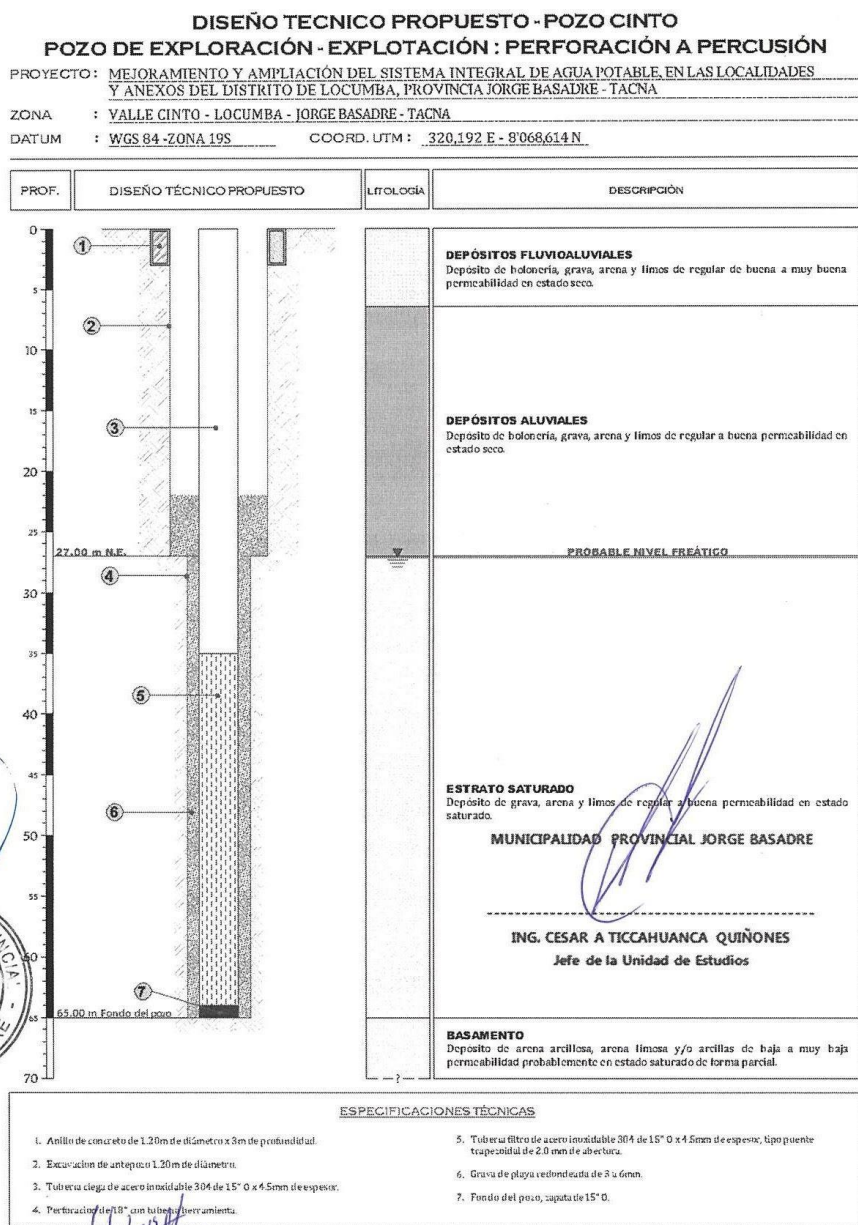 DISEÑO TECNICO PROPUESTO - POZO CINTO
POZO DE EXPLORACIÓN - EXPLOTACIÓN : PERFORACIÓN A PERCUSIÓN
PROYECTO: MEJORAMIENTO Y AMPLIACIÓN DEL SISTEMA INTEGRAL DE AGUA POTABLE, EN LAS LOCALIDADES
Y ANEXOS DEL DISTRITO DE LOCUMBA, PROVINCIA JORGE BASADRE - TACNA
ZONA : VALLE CINTO - LOCUMBA - JORGE BASADRE - TACNA
DATUM : WGS 84 - ZONA 19S COORD. UTM : 320,192 E - 8'068,614 N
PROF. DISEÑO TÉCNICO PROPUESTO LITOLOGÍA DESCRIPCIÓN
0
1
DEPÓSITOS FLUVIOALUVIALES
Depósito de bolonería, grava, arena y limos de regular de buena a muy buena
permeabilidad en estado seco.
5
2
10
15
3
DEPÓSITOS ALUVIALES
Depósito de bolonería, grava, arena y limos de regular a buena permeabilidad en
estado seco.
20
25
27.00 m N.E.
PROBABLE NIVEL FREÁTICO
4
30
35
5
40
45
ESTRATO SATURADO
Depósito de grava, arena y limos de regular a buena permeabilidad en estado
saturado.
6
50
MUNICIPALIDAD PROVINCIAL JORGE BASADRE
55
ING. CESAR A TICCAHUANCA QUIÑONES
Jefe de la Unidad de Estudios
60
7
65.00 m Fondo del pozo
65
BASAMENTO
Depósito de arena arcillosa, arena limosa y/o arcillas de baja a muy baja
permeabilidad probablemente en estado saturado de forma parcial.
70
?
ESPECIFICACIONES TÉCNICAS
1. Anillo de concreto de 1.20m de diámetro x 3m de profundidad.
2. Excavacion de antepozo 1.20m de diámetro.
3. Tuberia ciega de acero inoxidable 304 de 15" O x 4.5mm de espesor.
4. Perforación de 18" con tuberia herramienta.
5. Tuberia filtro de acero inoxidable 304 de 15" O x 4.5mm de espesor, tipo puente
trapezoidal de 2.0 mm de abertura.
6. Grava de playa redondeada de 3 a 6mm.
7. Fondo del pozo, zapata de 15" O.